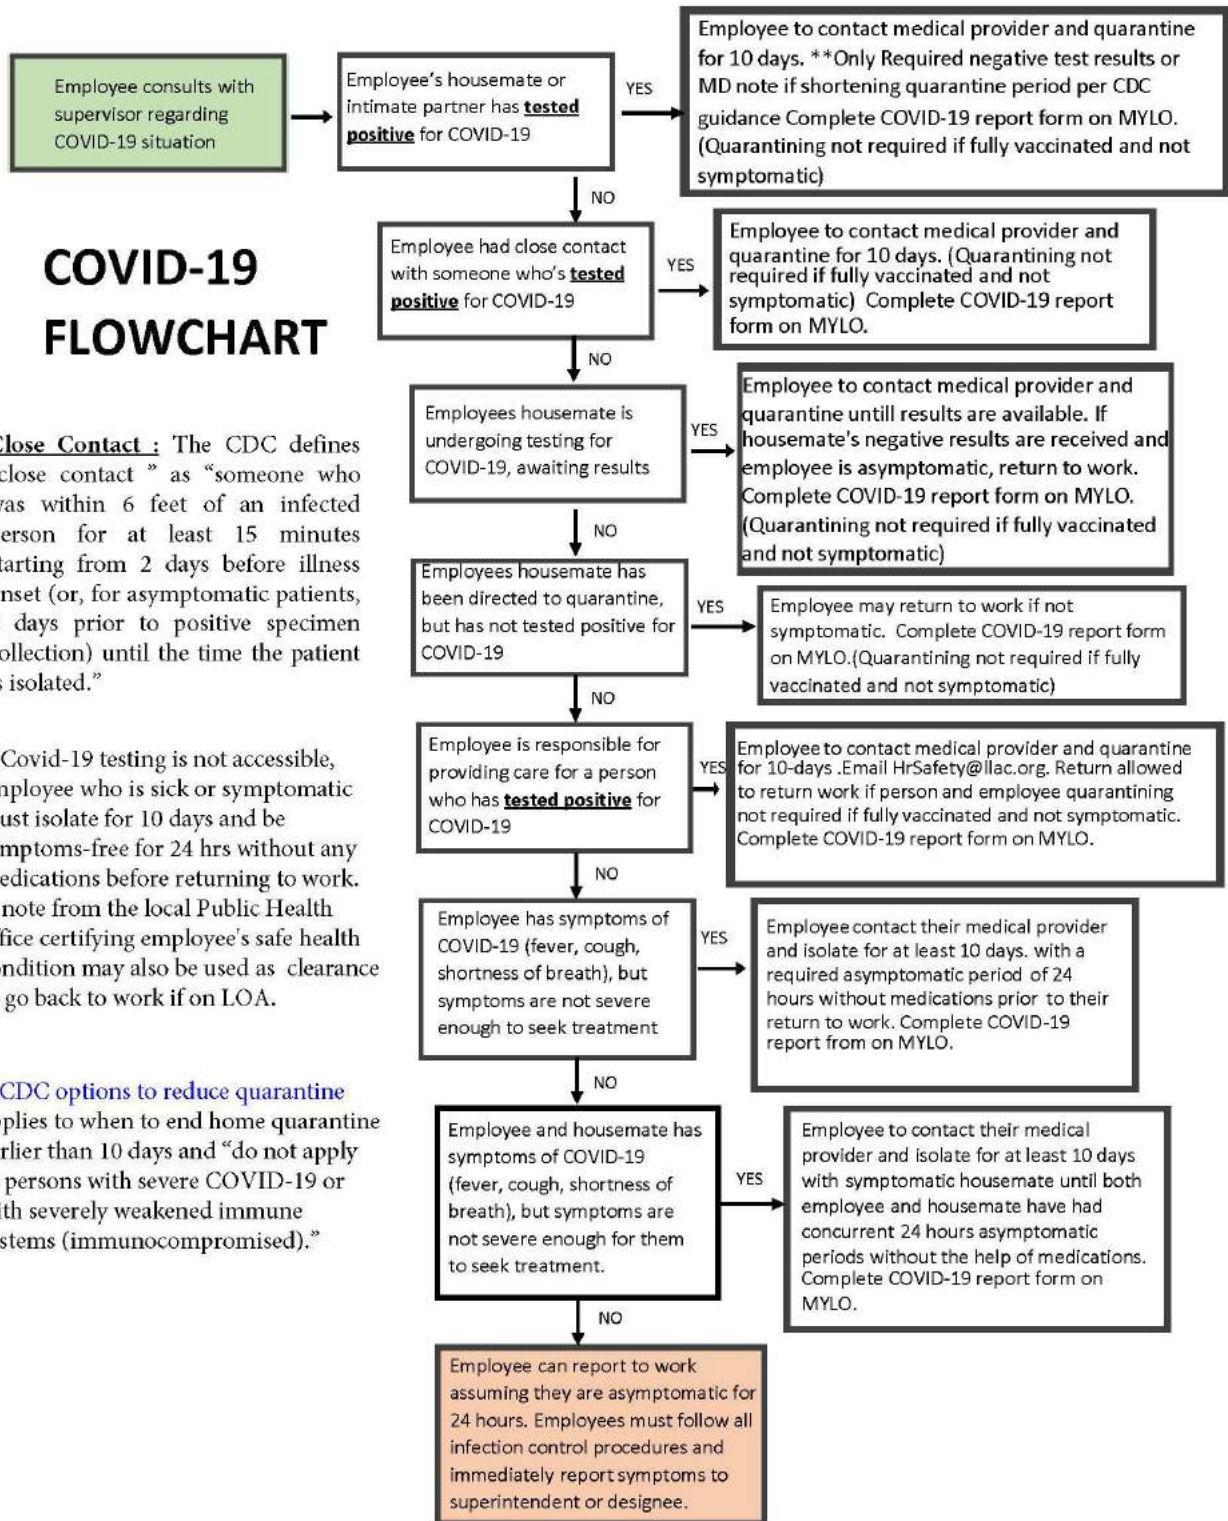 Employee consults with
supervisor regarding
COVID-19 situation
Employee's housemate or
intimate partner has tested
positive for COVID-19
YES
Employee to contact medical provider and quarantine
for 10 days. **Only Required negative test results or
MD note if shortening quarantine period per CDC
guidance Complete COVID-19 report form on MYLO.
(Quarantining not required if fully vaccinated and not
symptomatic)
NO
COVID-19
FLOWCHART
Employee had close contact
with someone who's tested
positive for COVID-19
YES
Employee to contact medical provider and
quarantine for 10 days. (Quarantining not
required if fully vaccinated and not
symptomatic) Complete COVID-19 report
form on MYLO.
NO
Employees housemate is
undergoing testing for
COVID-19, awaiting results
YES
Employee to contact medical provider and
quarantine untill results are available. If
housemate's negative results are received and
employee is asymptomatic, return to work.
Complete COVID-19 report form on MYLO.
(Quarantining not required if fully vaccinated
and not symptomatic)
NO
Close Contact : The CDC defines
close contact ” as “someone who
was within 6 feet of an infected
person for at least 15 minutes
starting from 2 days before illness
onset (or, for asymptomatic patients,
days prior to positive specimen
collection) until the time the patient
is isolated.”
Employees housemate has
been directed to quarantine,
but has not tested positive for
COVID-19
YES
Employee may return to work if not
symptomatic. Complete COVID-19 report form
on MYLO.(Quarantining not required if fully
vaccinated and not symptomatic)
NO
Covid-19 testing is not accessible,
mployee who is sick or symptomatic
ust isolate for 10 days and be
mptoms-free for 24 hrs without any
edications before returning to work.
note from the local Public Health
ffice certifying employee's safe health
ondition may also be used as clearance
go back to work if on LOA.
Employee is responsible for
providing care for a person
who has tested positive for
COVID-19
YES
Employee to contact medical provider and quarantine
for 10-days .Email HrSafety@llac.org. Return allowed
to return work if person and employee quarantining
not required if fully vaccinated and not symptomatic.
Complete COVID-19 report form on MYLO.
NO
Employee has symptoms of
COVID-19 (fever, cough,
shortness of breath), but
symptoms are not severe
enough to seek treatment
YES
Employee contact their medical provider
and isolate for at least 10 days. with a
required asymptomatic period of 24
hours without medications prior to their
return to work. Complete COVID-19
report from on MYLO.
NO
CDC options to reduce quarantine
pplies to when to end home quarantine
rlier than 10 days and “do not apply
persons with severe COVID-19 or
ith severely weakened immune
stems (immunocompromised).”
Employee and housemate has
symptoms of COVID-19
(fever, cough, shortness of
breath), but symptoms are
not severe enough for them
to seek treatment.
YES
Employee to contact their medical
provider and isolate for at least 10 days
with symptomatic housemate until both
employee and housemate have had
concurrent 24 hours asymptomatic
periods without the help of medications.
Complete COVID-19 report form on
MYLO.
NO
Employee can report to work
assuming they are asymptomatic for
24 hours. Employees must follow all
infection control procedures and
immediately report symptoms to
superintendent or designee.